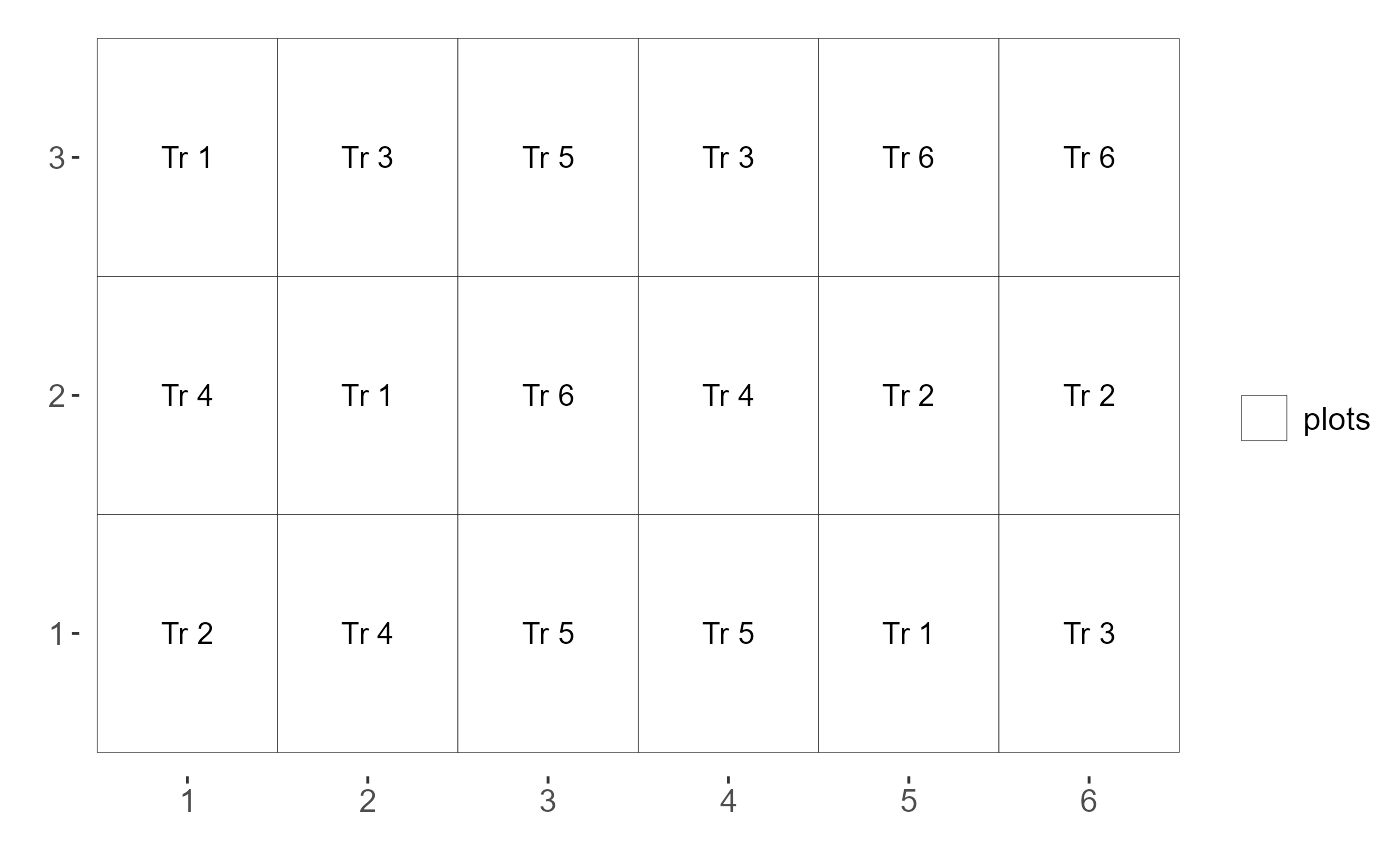 3 Tr 1 Tr 3 Tr 5 Tr 3 Tr 6 Tr 6
2 Tr 4 Tr 1 Tr 6 Tr 4 Tr 2 Tr 2
plots
1 Tr 2 Tr 4 Tr 5 Tr 5 Tr 1 Tr 3
1 2 3 4 5 6